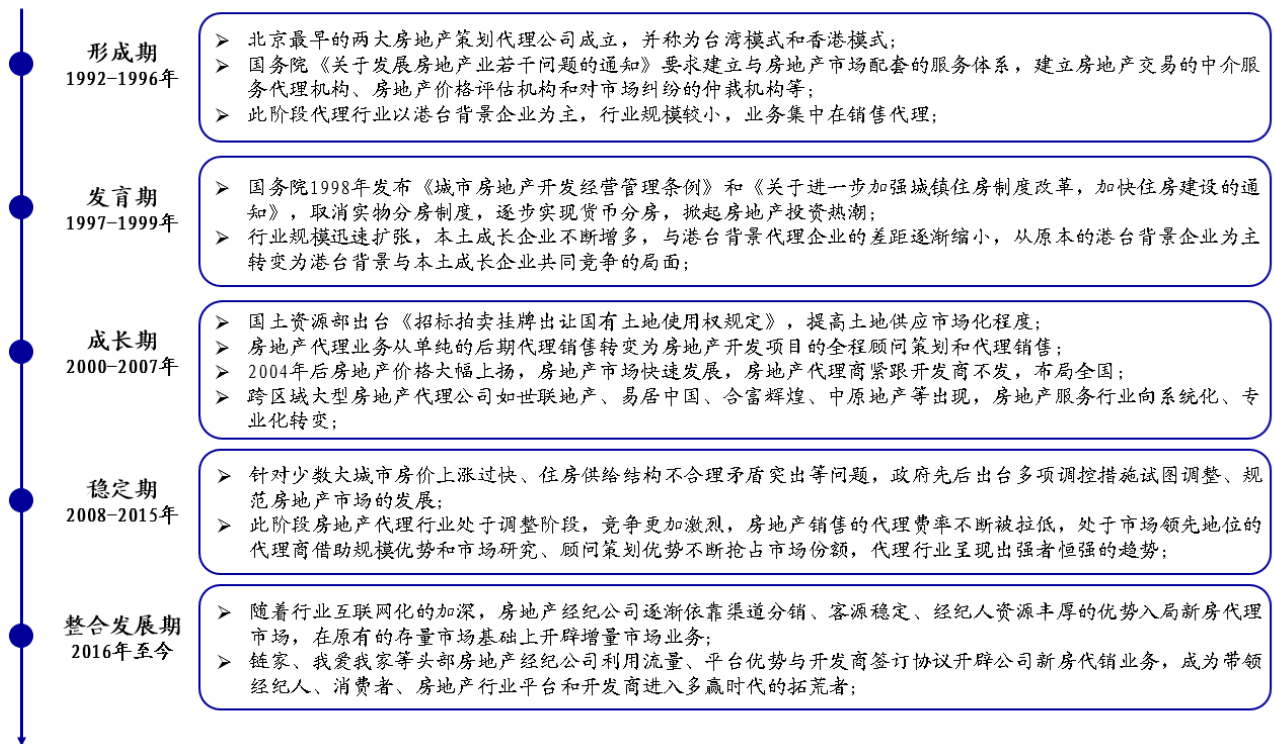 形成期
1992-1996年
➢ 北京最早的两大房地产策划代理公司成立，并称为台湾模式和香港模式；
➢ 国务院《关于发展房地产业若干问题的通知》要求建立与房地产市场配套的服务体系，建立房地产交易的中介服
务代理机构、房地产价格评估机构和对市场纠纷的仲裁机构等；
➢ 此阶段代理行业以港台背景企业为主，行业规模较小，业务集中在销售代理；
发育期
1997-1999年
➢ 国务院1998年发布《城市房地产开发经营管理条例》和《关于进一步加强城镇住房制度改革，加快住房建设的通
知》，取消实物分房制度，逐步实现货币分房，掀起房地产投资热潮；
➢ 行业规模迅速扩张，本土成长企业不断增多，与港台背景代理企业的差距逐渐缩小，从原本的港台背景企业为主
转变为港台背景与本土成长企业共同竞争的局面；
成长期
2000-2007年
➢ 国土资源部出台《招标拍卖挂牌出让国有土地使用权规定》，提高土地供应市场化程度；
➢ 房地产代理业务从单纯的后期代理销售转变为房地产开发项目的全程顾问策划和代理销售；
➢ 2004年后房地产价格大幅上扬，房地产市场快速发展，房地产代理商紧跟开发商不发，布局全国；
➢ 跨区域大型房地产代理公司如世联地产、易居中国、合富辉煌、中原地产等出现，房地产服务行业向系统化、专
业化转变；
稳定期
2008-2015年
➢ 针对少数大城市房价上涨过快、住房供给结构不合理矛盾突出等问题，政府先后出台多项调控措施试图调整、规
范房地产市场的发展；
➢ 此阶段房地产代理行业处于调整阶段，竞争更加激烈，房地产销售的代理费率不断被拉低，处于市场领先地位的
代理商借助规模优势和市场研究、顾问策划优势不断抢占市场份额，代理行业呈现出强者恒强的趋势；
整合发展期
2016年至今
➢ 随着行业互联网化的加深，房地产经纪公司逐渐依靠渠道分销、客源稳定、经纪人资源丰厚的优势入局新房代理
市场，在原有的存量市场基础上开辟增量市场业务；
➢ 链家、我爱我家等头部房地产经纪公司利用流量、平台优势与开发商签订协议开辟公司新房代销业务，成为带领
经纪人、消费者、房地产行业平台和开发商进入多赢时代的拓荒者；